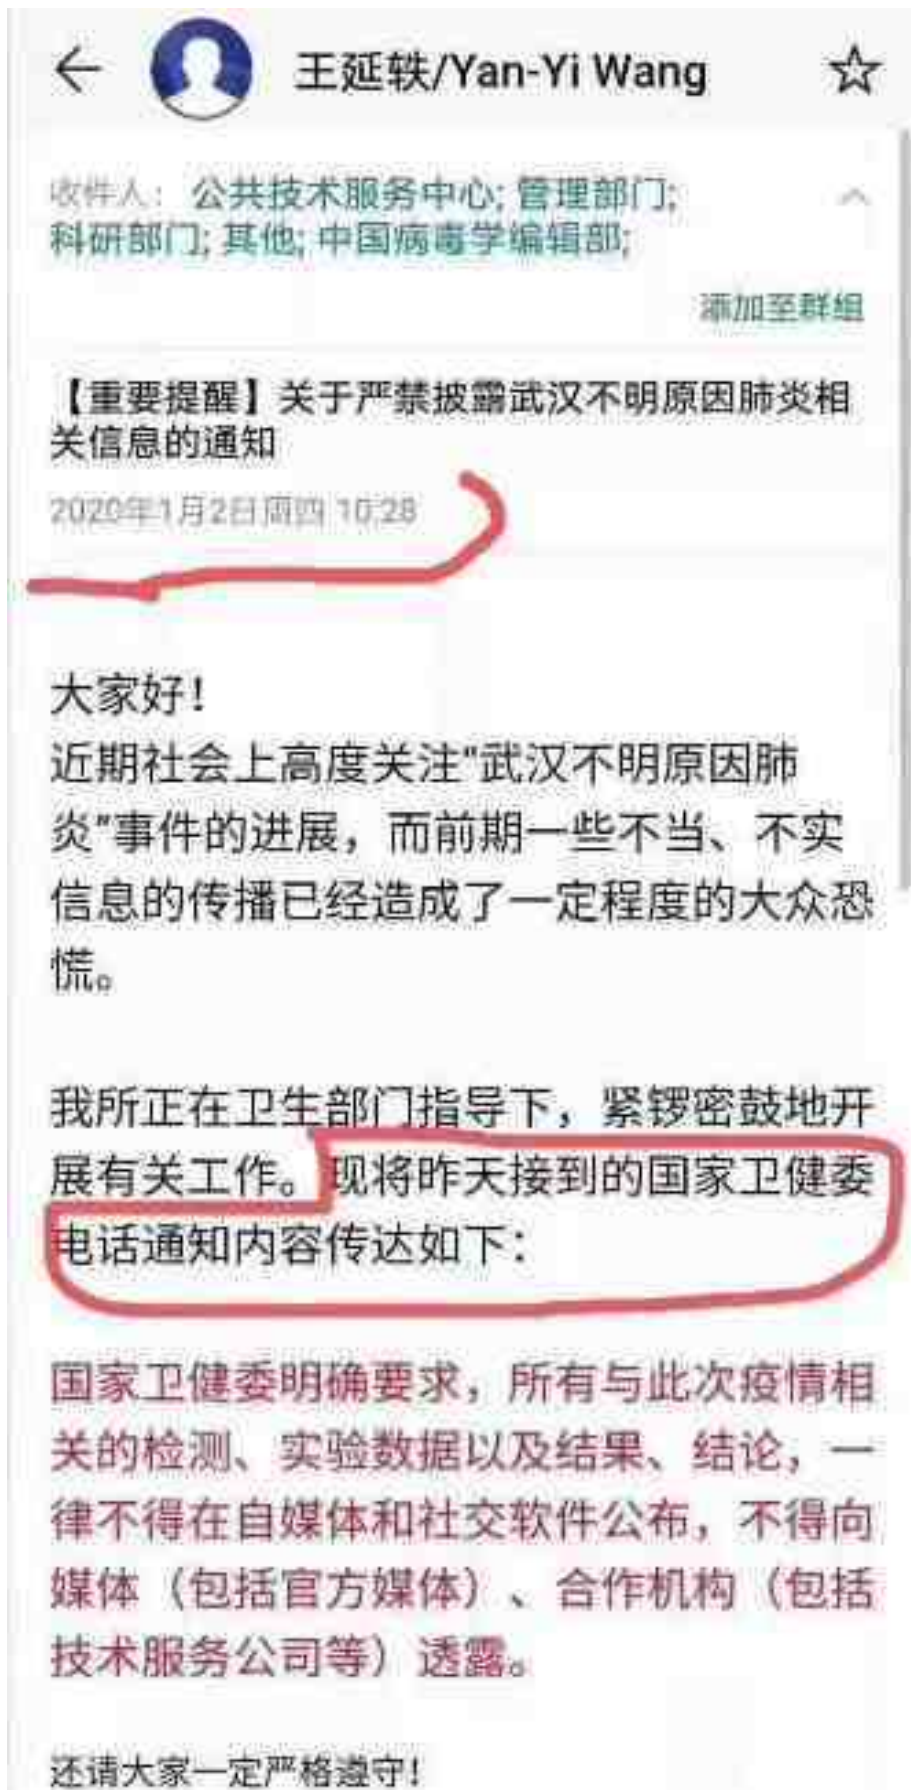 王延轶/Yan-Yi Wang
收件人: 公共技术服务中心; 管理部门;
科研部门; 其他; 中国病毒学编辑部;
添加至群组
【重要提醒】关于严禁披露武汉不明原因肺炎相
关信息的通知
2020年1月2日周四 10:28
大家好!
近期社会上高度关注"武汉不明原因肺
炎"事件的进展，而前期一些不当、不实
信息的传播已经造成了一定程度的大众恐
慌。
我所正在卫生部门指导下，紧锣密鼓地开
展有关工作。现将昨天接到的国家卫健委
电话通知内容传达如下：
国家卫健委明确要求，所有与此次疫情相
关的检测、实验数据以及结果、结论，一
律不得在自媒体和社交软件公布，不得向
媒体（包括官方媒体）、合作机构（包括
技术服务公司等）透露。
还请大家一定严格遵守!